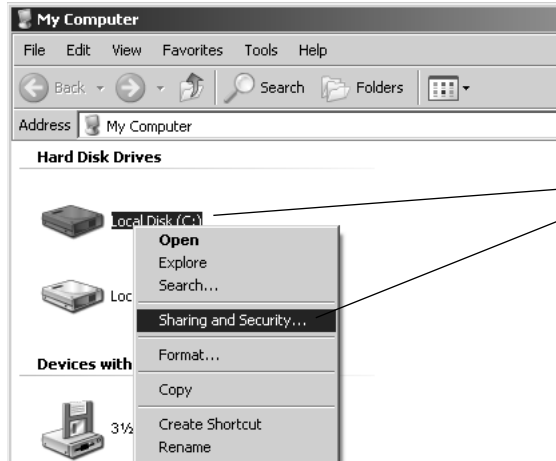 My Computer
File Edit View Favorites Tools Help
Back Search Folders
Address My Computer
Hard Disk Drives
Local Disk (C:)
Open
Explore
Search...
Loc
Sharing and Security...
Format...
Devices with
Copy
3½
Create Shortcut
Rename